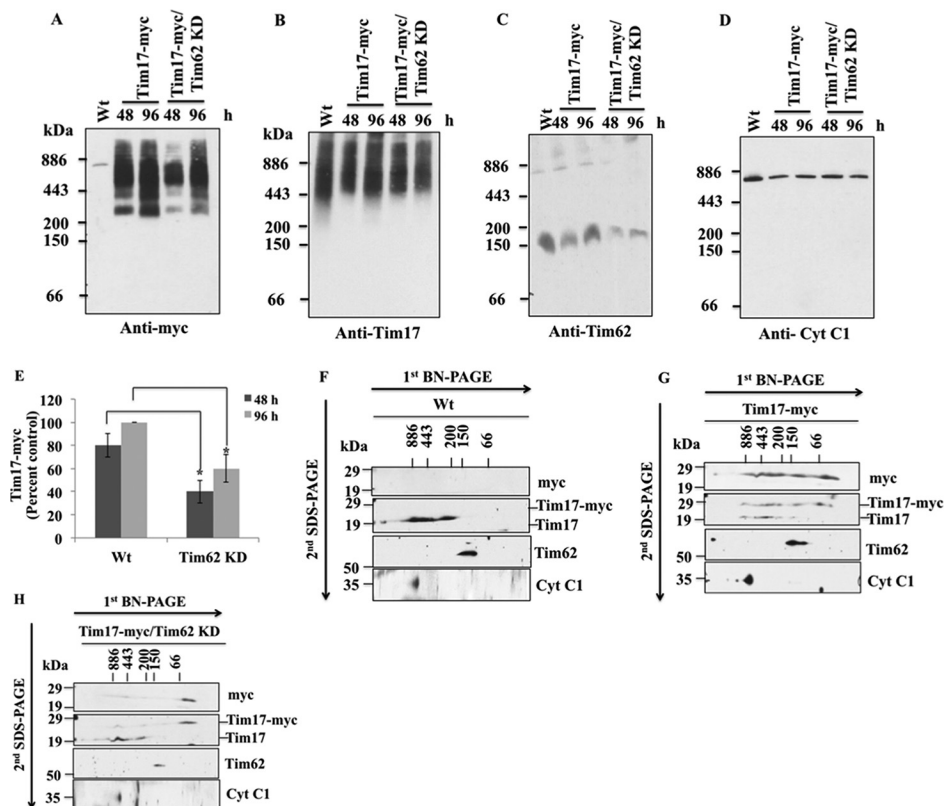 A
Wt
Tim17-myc
Tim17-myc/
Tim62 KD
48 96 48 96 h
kDa
886
443
200
150
66
Anti-myc
B
Wt
Tim17-myc
Tim17-myc/
Tim62 KD
48 96 48 96 h
kDa
886
443
200
150
66
Anti-Tim17
C
Wt
Tim17-myc
Tim17-myc/
Tim62 KD
48 96 48 96 h
886
443
200
150
66
Anti-Tim62
D
Wt
Tim17-myc
Tim17-myc/
Tim62 KD
48 96 48 96 h
886
443
200
150
66
Anti- Cyt C1
E
Tim17-myc
(Percent control)
120
100
80
60
40
20
0
48 h
96 h
*
*
Wt
Tim62 KD
F
1st BN-PAGE
Wt
kDa
886 443 200 150 66
2nd SDS-PAGE
29
19
myc
29
19
Tim17-myc
Tim17
50
Tim62
35
Cyt C1
G
1st BN-PAGE
Tim17-myc
kDa
886 443 200 150 66
2nd SDS-PAGE
29
19
myc
29
19
Tim17-myc
Tim17
50
Tim62
35
Cyt C1
H
1st BN-PAGE
Tim17-myc/Tim62 KD
kDa
886 443 200 150 66
2nd SDS-PAGE
29
19
myc
29
19
Tim17-myc
Tim17
50
Tim62
35
Cyt C1